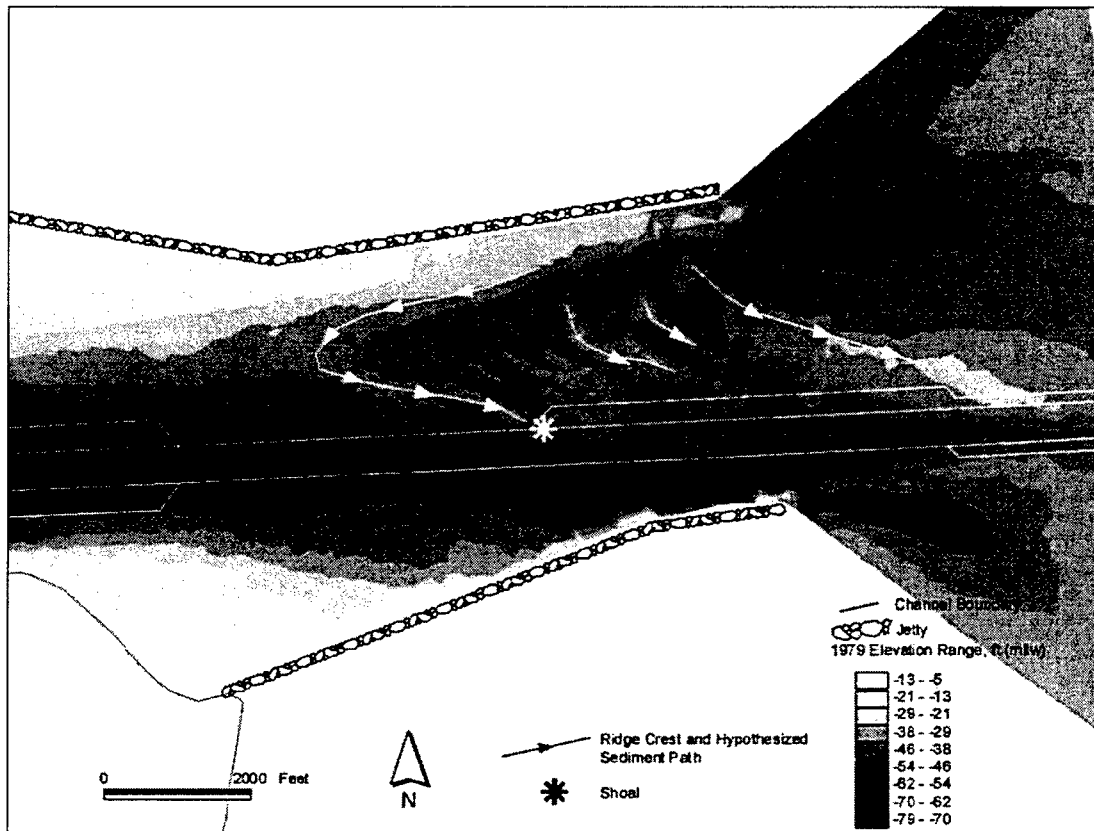 Channel Boundary
Jetty
1979 Elevation Range, ft (mllw)
-13 - -5
-21 - -13
-29 - -21
-38 - -29
-46 - -38
-54 - -46
-62 - -54
-70 - -62
-79 - -70
Ridge Crest and Hypothesized
Sediment Path
Shoal
0 2000 Feet
N